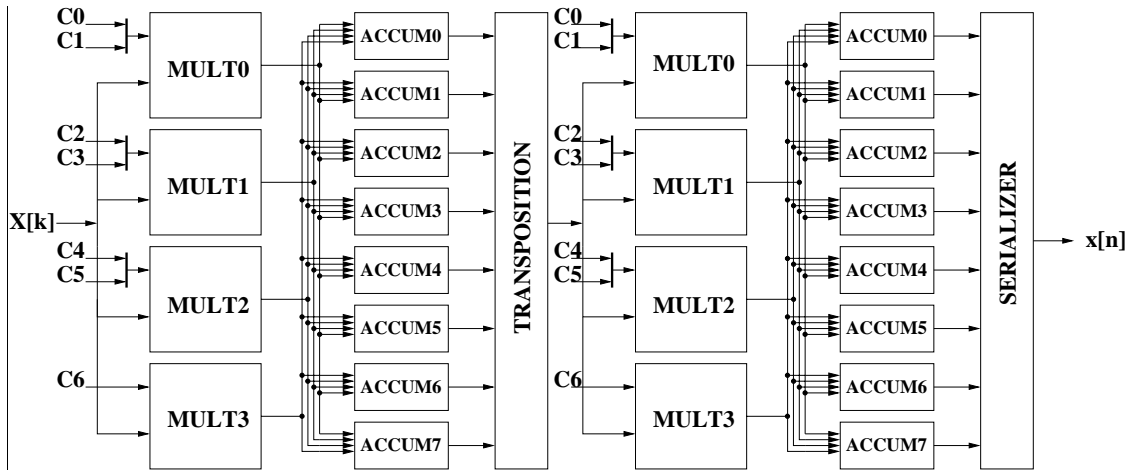 C0
C1
MULT0
C2
C3
MULT1
X[k]
C4
C5
MULT2
C6
MULT3
ACCUM0
ACCUM1
ACCUM2
ACCUM3
ACCUM4
ACCUM5
ACCUM6
ACCUM7
TRANSPOSITION
C0
C1
MULT0
C2
C3
MULT1
C4
C5
MULT2
C6
MULT3
ACCUM0
ACCUM1
ACCUM2
ACCUM3
ACCUM4
ACCUM5
ACCUM6
ACCUM7
SERIALIZER
x[n]